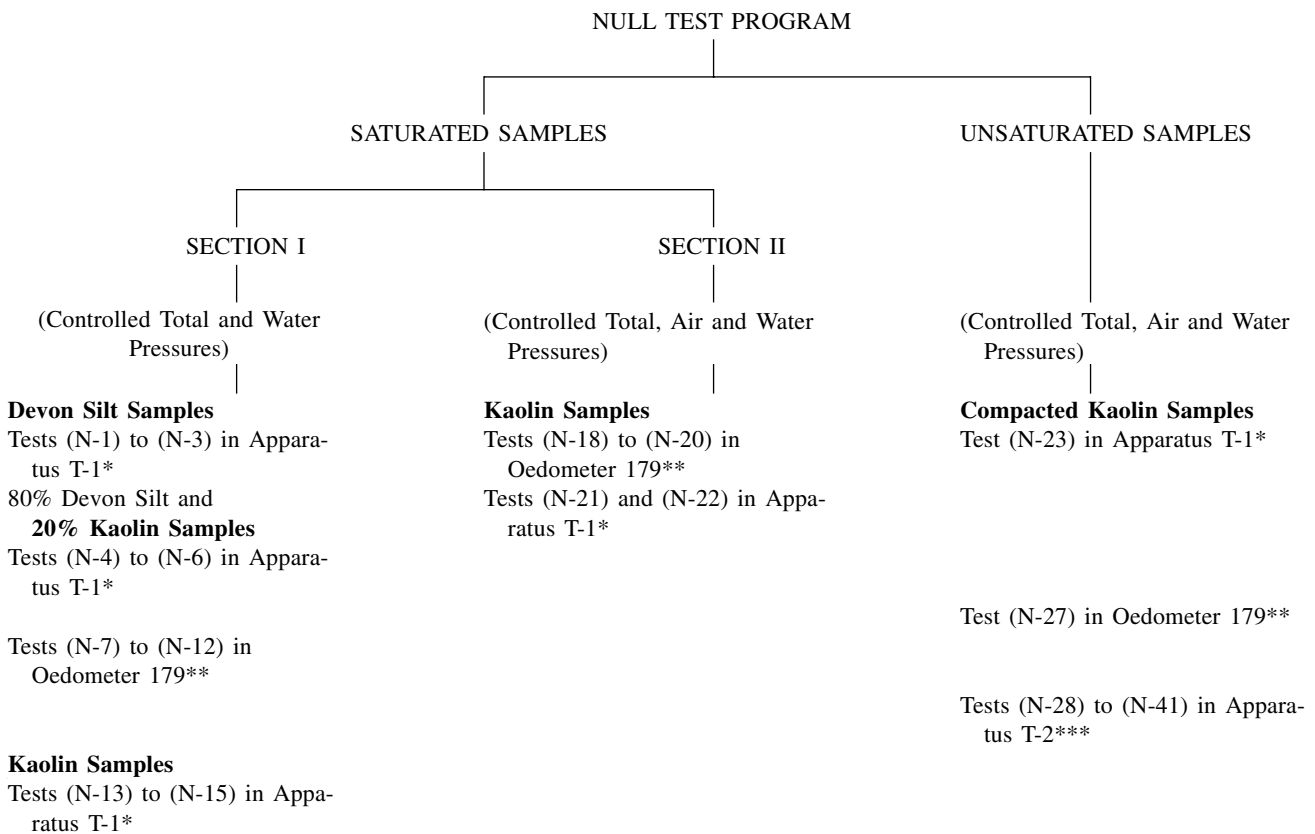 NULL TEST PROGRAM
SATURATED SAMPLES
UNSATURATED SAMPLES
SECTION I
SECTION II
(Controlled Total and Water
Pressures)
(Controlled Total, Air and Water
Pressures)
(Controlled Total, Air and Water
Pressures)
Devon Silt Samples
Tests (N-1) to (N-3) in Appara-
tus T-1*
80% Devon Silt and
20% Kaolin Samples
Tests (N-4) to (N-6) in Appara-
tus T-1*
Tests (N-7) to (N-12) in
Oedometer 179**
Kaolin Samples
Tests (N-13) to (N-15) in Appa-
ratus T-1*
Kaolin Samples
Tests (N-18) to (N-20) in
Oedometer 179**
Tests (N-21) and (N-22) in Appa-
ratus T-1*
Compacted Kaolin Samples
Test (N-23) in Apparatus T-1*
Test (N-27) in Oedometer 179**
Tests (N-28) to (N-41) in Appara-
tus T-2***